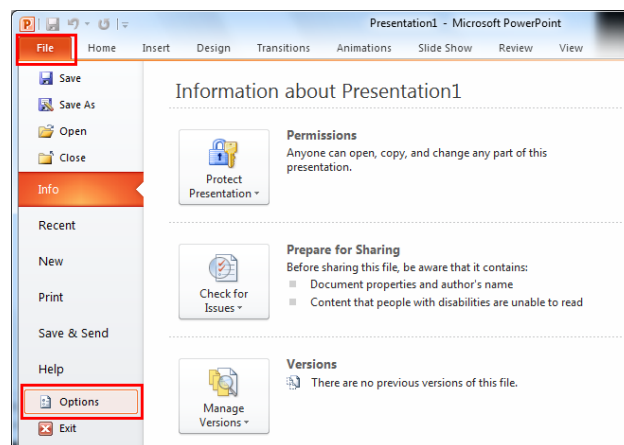 Presentation1 - Microsoft PowerPoint
File Home Insert Design Transitions Animations Slide Show Review View
Save
Save As
Open
Close
Info
Recent
New
Print
Save & Send
Help
Options
Exit
Information about Presentation1
Protect
Presentation
Permissions
Anyone can open, copy, and change any part of this
presentation.
Check for
Issues
Prepare for Sharing
Before sharing this file, be aware that it contains:
Document properties and author's name
Content that people with disabilities are unable to read
Manage
Versions
Versions
There are no previous versions of this file.